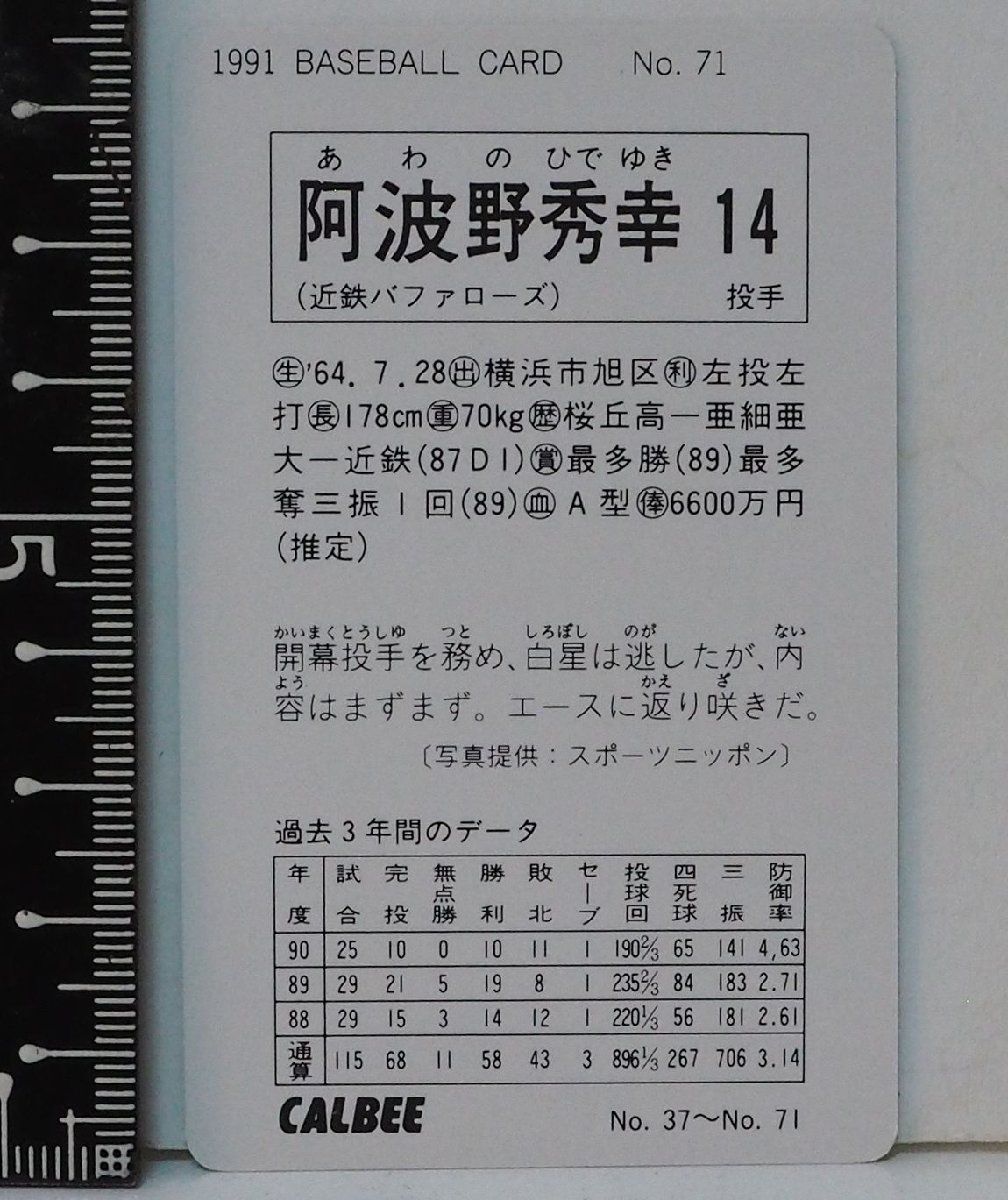 1991 BASEBALL CARD No. 71
あわのひでゆき
阿波野秀幸 14
(近鉄バファローズ) 投手
㊤'64. 7. 28㊦横浜市旭区㊑左投左
打長178cm重70kg歴桜丘高ー亜細亜
大ー近鉄(87D1)賞最多勝(89)最多
奪三振1回(89)血A型俸6600万円
(推定)
かいまくとうしゆ つと しろぼし のが ない
開幕投手を務め、白星は逃したが、内
よう かえ ざ
容はまずまず。エースに返り咲きだ。
〔写真提供:スポーツニッポン〕
過去3年間のデータ
年度 試合 完投 無点勝 勝利 敗北 セーブ 投球回 四死球 三振 防御率
90 25 10 0 10 11 1 190⅔ 65 141 4,63
89 29 21 5 19 8 1 235⅔ 84 183 2.71
88 29 15 3 14 12 1 220⅓ 56 181 2.61
通算 115 68 11 58 43 3 896⅓ 267 706 3.14
CALBEE No. 37〜No. 71
5